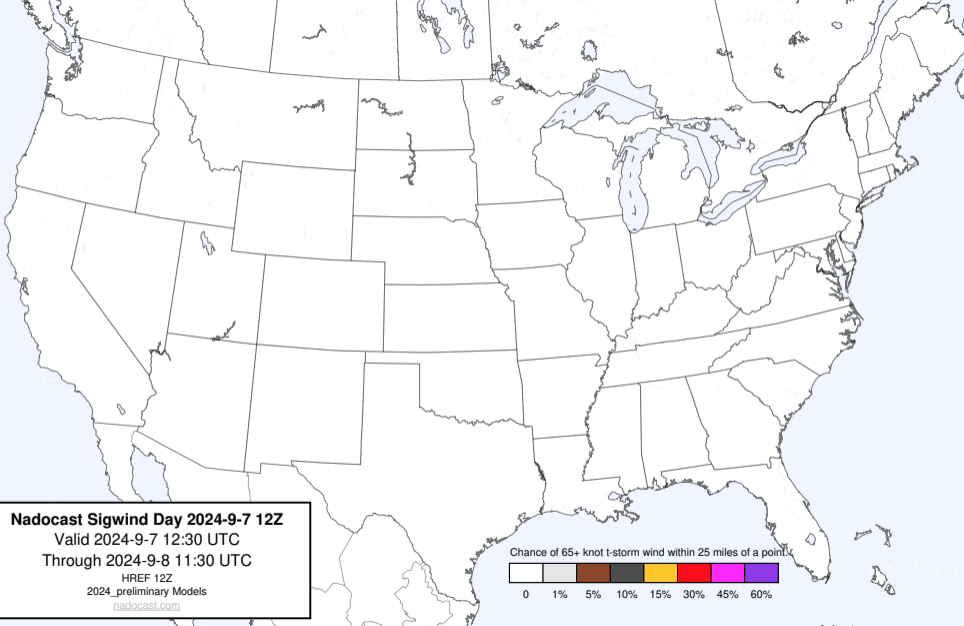 Nadocast Sigwind Day 2024-9-7 12Z
Valid 2024-9-7 12:30 UTC
Through 2024-9-8 11:30 UTC
HREF 12Z
2024_preliminary Models
nadocast.com
Chance of 65+ knot t-storm wind within 25 miles of a point.
0 1% 5% 10% 15% 30% 45% 60%